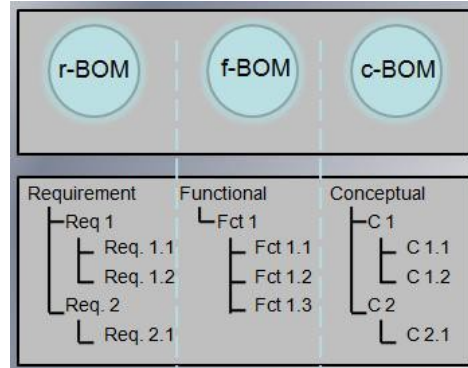 r-BOM
f-BOM
c-BOM
Requirement
Req 1
Req. 1.1
Req. 1.2
Req. 2
Req. 2.1
Functional
Fct 1
Fct 1.1
Fct 1.2
Fct 1.3
Conceptual
C 1
C 1.1
C 1.2
C 2
C 2.1